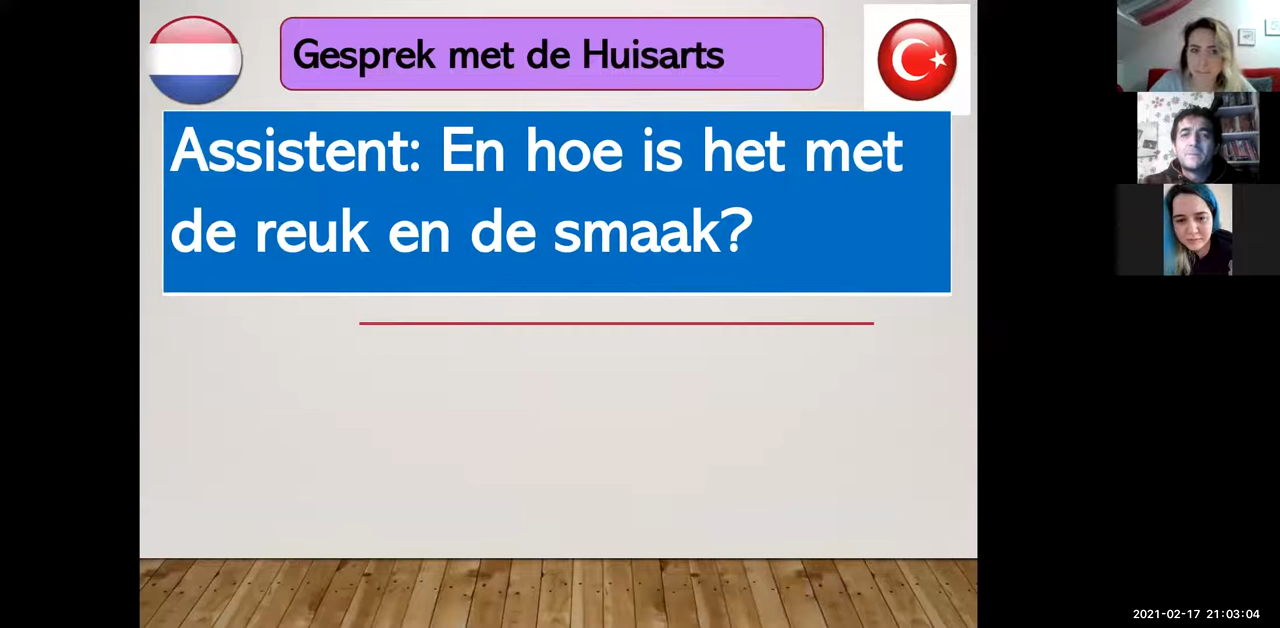 Gesprek met de Huisarts
Assistent: En hoe is het met
de reuk en de smaak?
2021-02-17 21:03:04